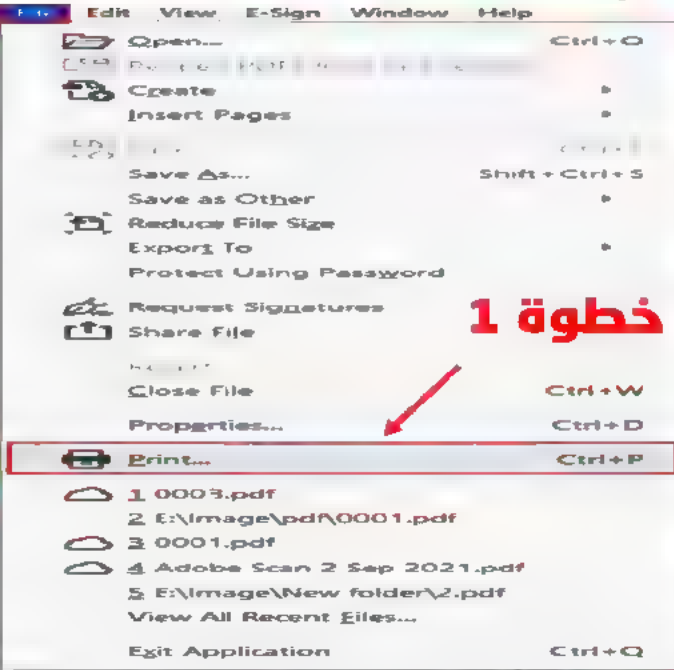 Edit View E-Sign Window Help
Open... Ctrl+O
Create
Insert Pages
Save As... Shift+Ctrl+S
Save as Other
Reduce File Size
Export To
Protect Using Password
Request Signatures
خطوة 1
Share File
Close File Ctrl+W
Properties... Ctrl+D
Print... Ctrl+P
1 0003.pdf
2 E:\Image\pdf\0001.pdf
3 0001.pdf
4 Adobe Scan 2 Sep 2021.pdf
5 E:\Image\New folder\2.pdf
View All Recent Files...
Exit Application Ctrl+Q